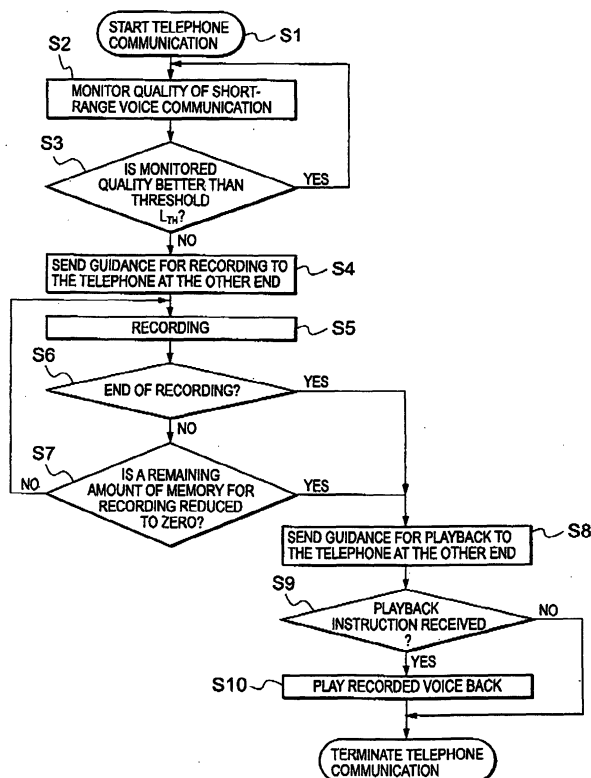 START TELEPHONE
COMMUNICATION
S1
S2
MONITOR QUALITY OF SHORT-
RANGE VOICE COMMUNICATION
S3
IS MONITORED
QUALITY BETTER THAN
THRESHOLD
LTH?
YES
NO
SEND GUIDANCE FOR RECORDING TO
THE TELEPHONE AT THE OTHER END
S4
RECORDING
S5
S6
END OF RECORDING?
YES
NO
S7
IS A REMAINING
AMOUNT OF MEMORY FOR
RECORDING REDUCED
TO ZERO?
NO
YES
SEND GUIDANCE FOR PLAYBACK TO
THE TELEPHONE AT THE OTHER END
S8
S9
PLAYBACK
INSTRUCTION RECEIVED
?
NO
YES
S10
PLAY RECORDED VOICE BACK
TERMINATE TELEPHONE
COMMUNICATION